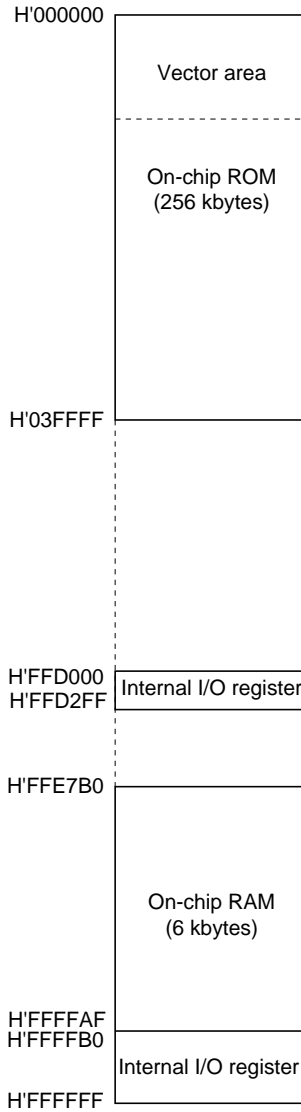 H'000000
Vector area
On-chip ROM
(256 kbytes)
H'03FFFF
H'FFD000
Internal I/O register
H'FFD2FF
H'FFE7B0
On-chip RAM
(6 kbytes)
H'FFFFAF
H'FFFFB0
Internal I/O register
H'FFFFFF